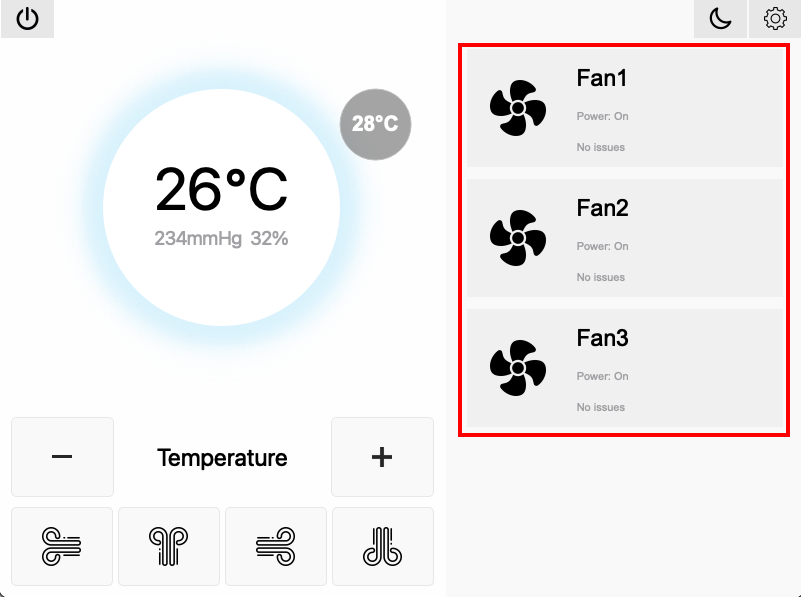 28°C
26°C
234mmHg 32%
Temperature
Fan1
Power: On
No issues
Fan2
Power: On
No issues
Fan3
Power: On
No issues